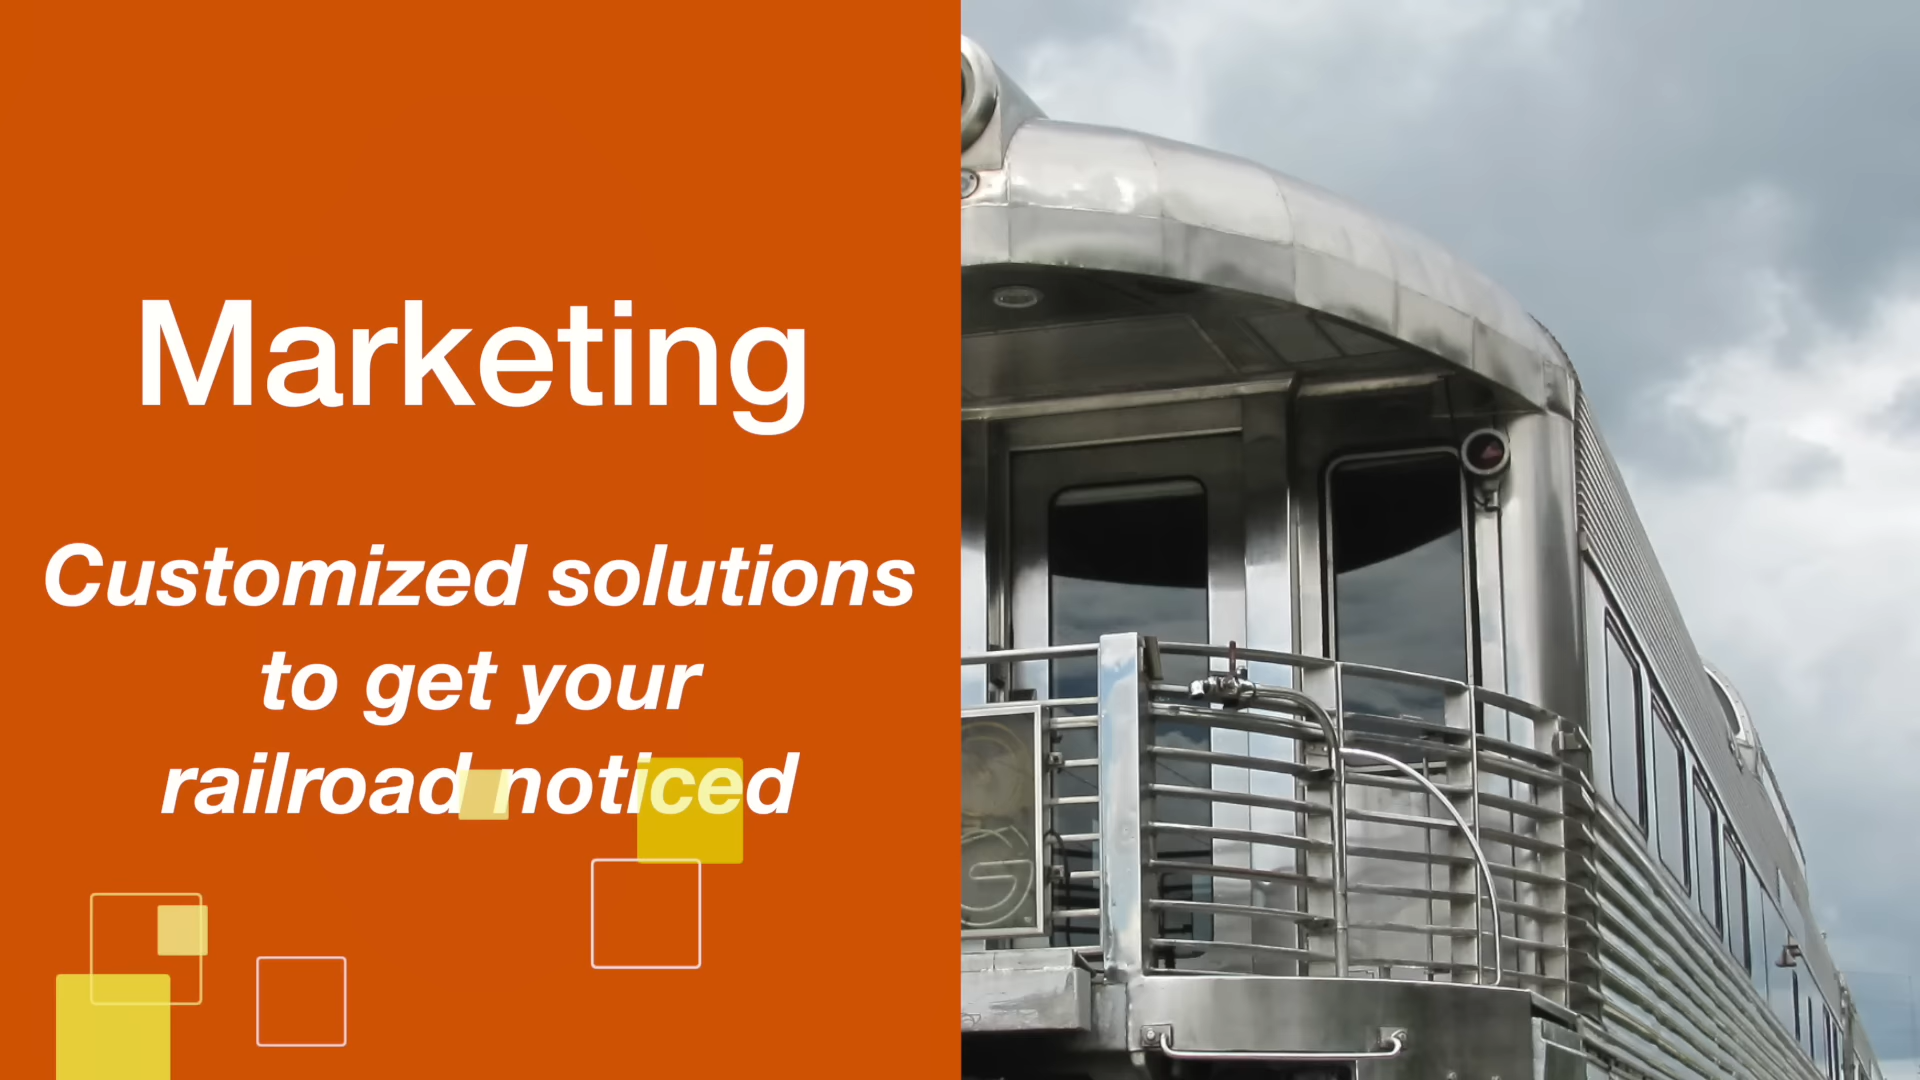 Marketing
Customized solutions
to get your
railroad noticed
G